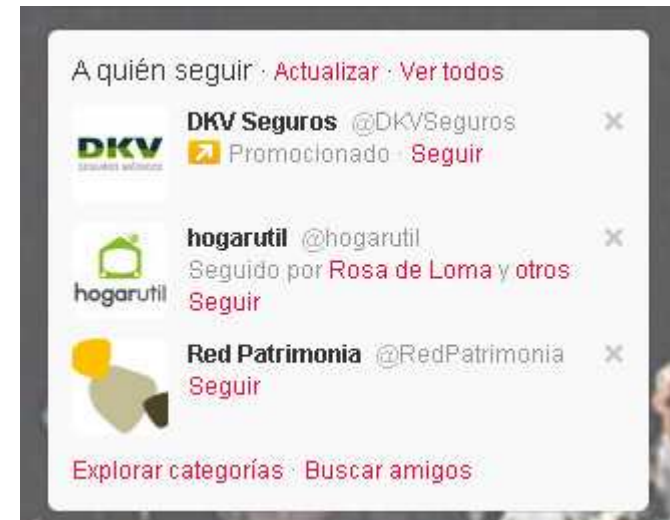 A quién seguir · Actualizar · Ver todos
DKV Seguros @DKVSeguros
DKV
Promocionado · Seguir
hogarutil @hogarutil
Seguido por Rosa de Loma y otros
hogarutil
Seguir
Red Patrimonia @RedPatrimonia
Seguir
Explorar categorías · Buscar amigos